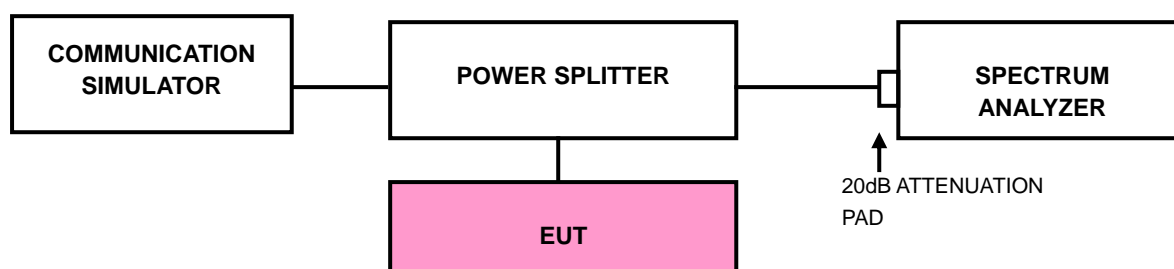 COMMUNICATION
SIMULATOR
POWER SPLITTER
SPECTRUM
ANALYZER
20dB ATTENUATION
PAD
EUT